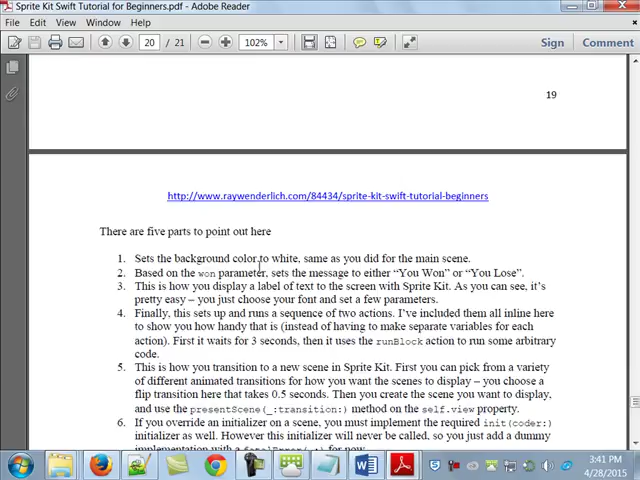 Sprite Kit Swift Tutorial for Beginners.pdf - Adobe Reader
File Edit View Window Help
20 / 21 102% Sign Comment
19
http://www.raywenderlich.com/84434/sprite-kit-swift-tutorial-beginners
There are five parts to point out here
1. Sets the background color to white, same as you did for the main scene.
2. Based on the won parameter, sets the message to either “You Won” or “You Lose”.
3. This is how you display a label of text to the screen with Sprite Kit. As you can see, it’s
pretty easy – you just choose your font and set a few parameters.
4. Finally, this sets up and runs a sequence of two actions. I’ve included them all inline here
to show you how handy that is (instead of having to make separate variables for each
action). First it waits for 3 seconds, then it uses the runBlock action to run some arbitrary
code.
5. This is how you transition to a new scene in Sprite Kit. First you can pick from a variety
of different animated transitions for how you want the scenes to display – you choose a
flip transition here that takes 0.5 seconds. Then you create the scene you want to display,
and use the presentScene(_:transition:) method on the self.view property.
6. If you override an initializer on a scene, you must implement the required init(coder:)
initializer as well. However this initializer will never be called, so you just add a dummy
implementation with a fatalError(_:) for now.
3:41 PM
4/28/2015